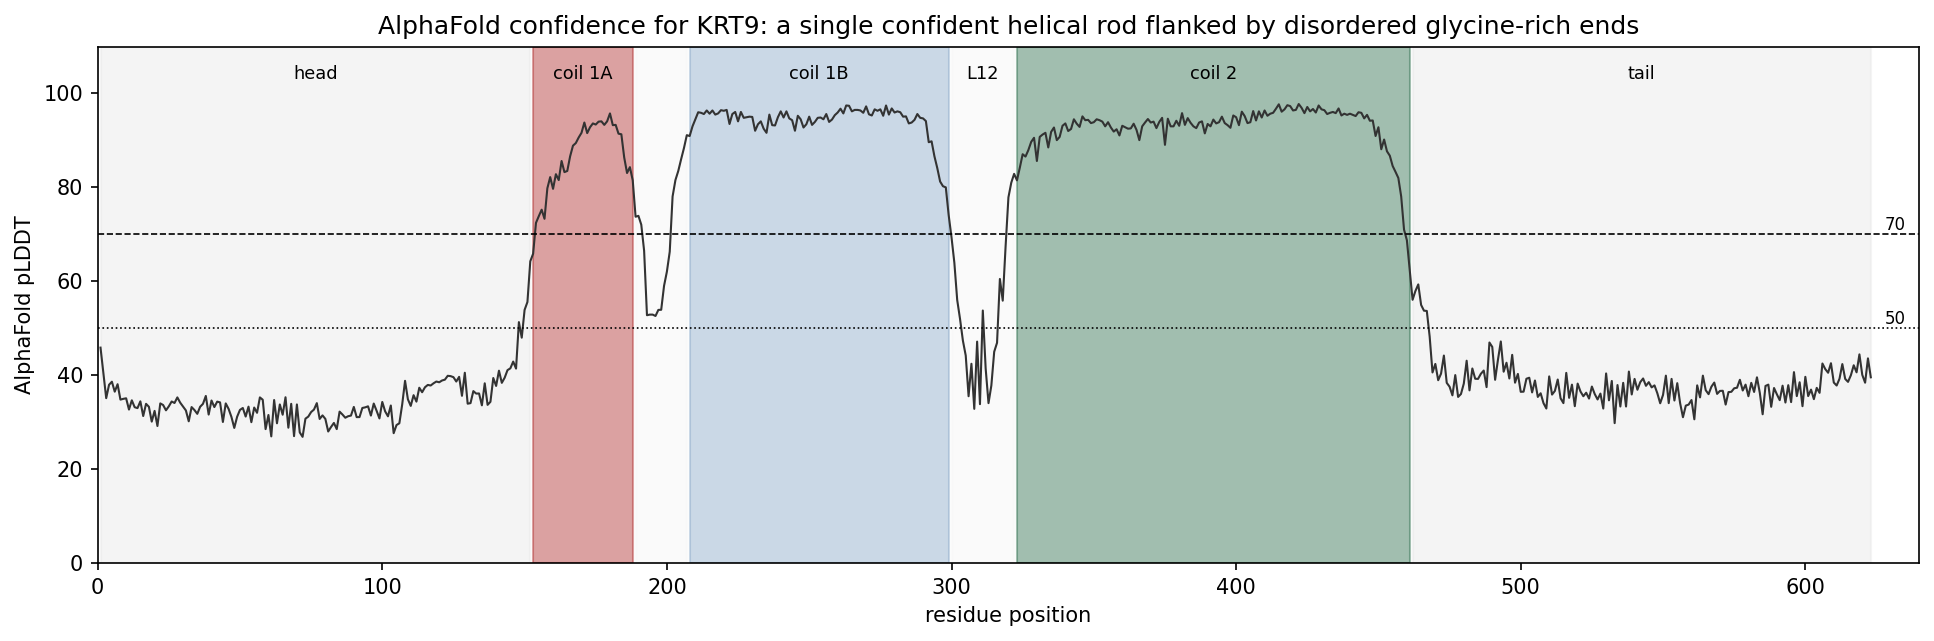 AlphaFold confidence for KRT9: a single confident helical rod flanked by disordered glycine-rich ends
head
coil 1A
coil 1B
L12
coil 2
tail
100
80
60
40
20
0
AlphaFold pLDDT
70
50
0
100
200
300
400
500
600
residue position